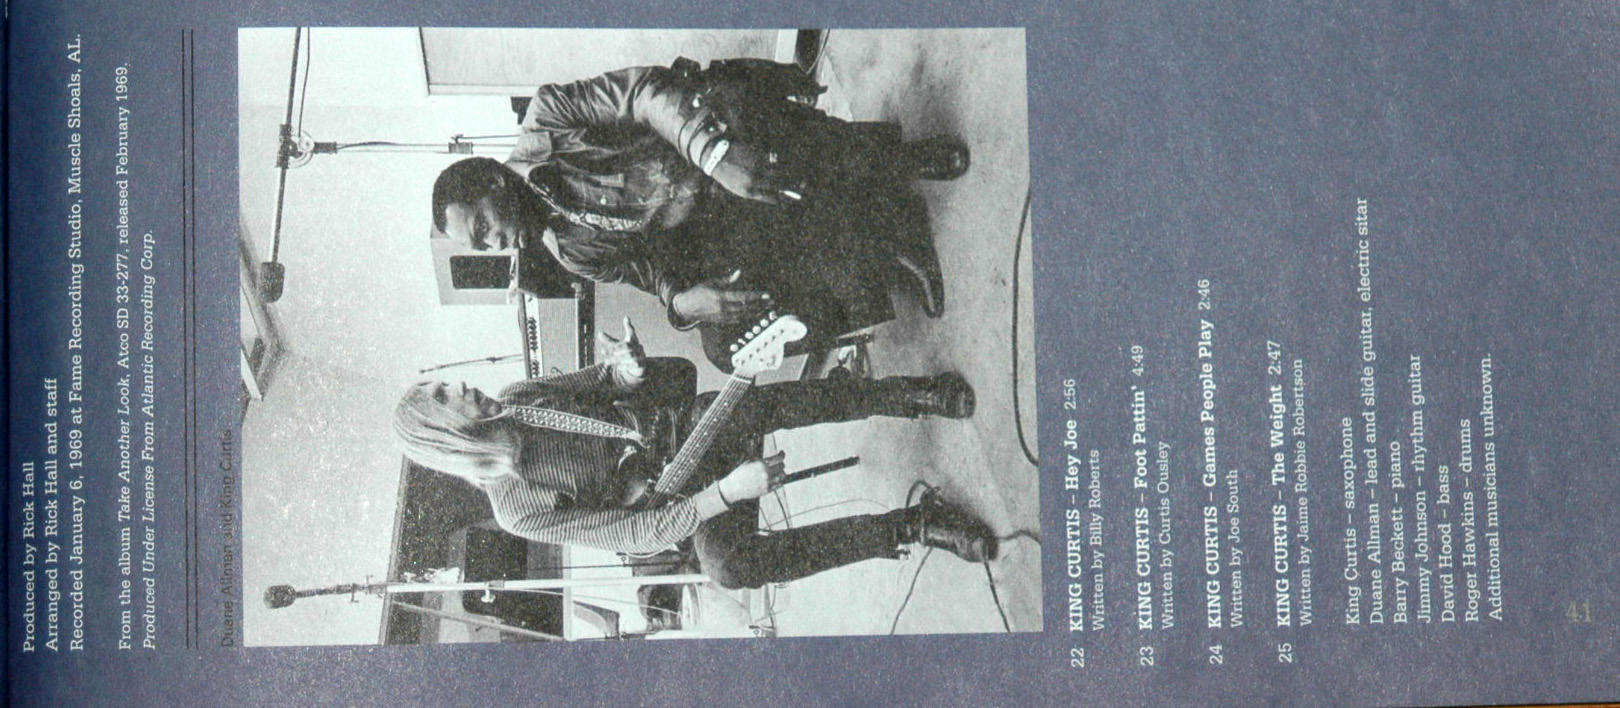 Produced by Rick Hall
Arranged by Rick Hall and staff
Recorded January 6, 1969 at Fame Recording Studio, Muscle Shoals, AL.
From the album Take Another Look, Atco SD 33-277, released February 1969.
Produced Under License From Atlantic Recording Corp.
Duane Allman and King Curtis
22 KING CURTIS – Hey Joe 2:56
Written by Billy Roberts
23 KING CURTIS – Foot Pattin' 4:49
Written by Curtis Ousley
24 KING CURTIS – Games People Play 2:46
Written by Joe South
25 KING CURTIS – The Weight 2:47
Written by Jaime Robbie Robertson
King Curtis – saxophone
Duane Allman – lead and slide guitar, electric sitar
Barry Beckett – piano
Jimmy Johnson – rhythm guitar
David Hood – bass
Roger Hawkins – drums
Additional musicians unknown.
41